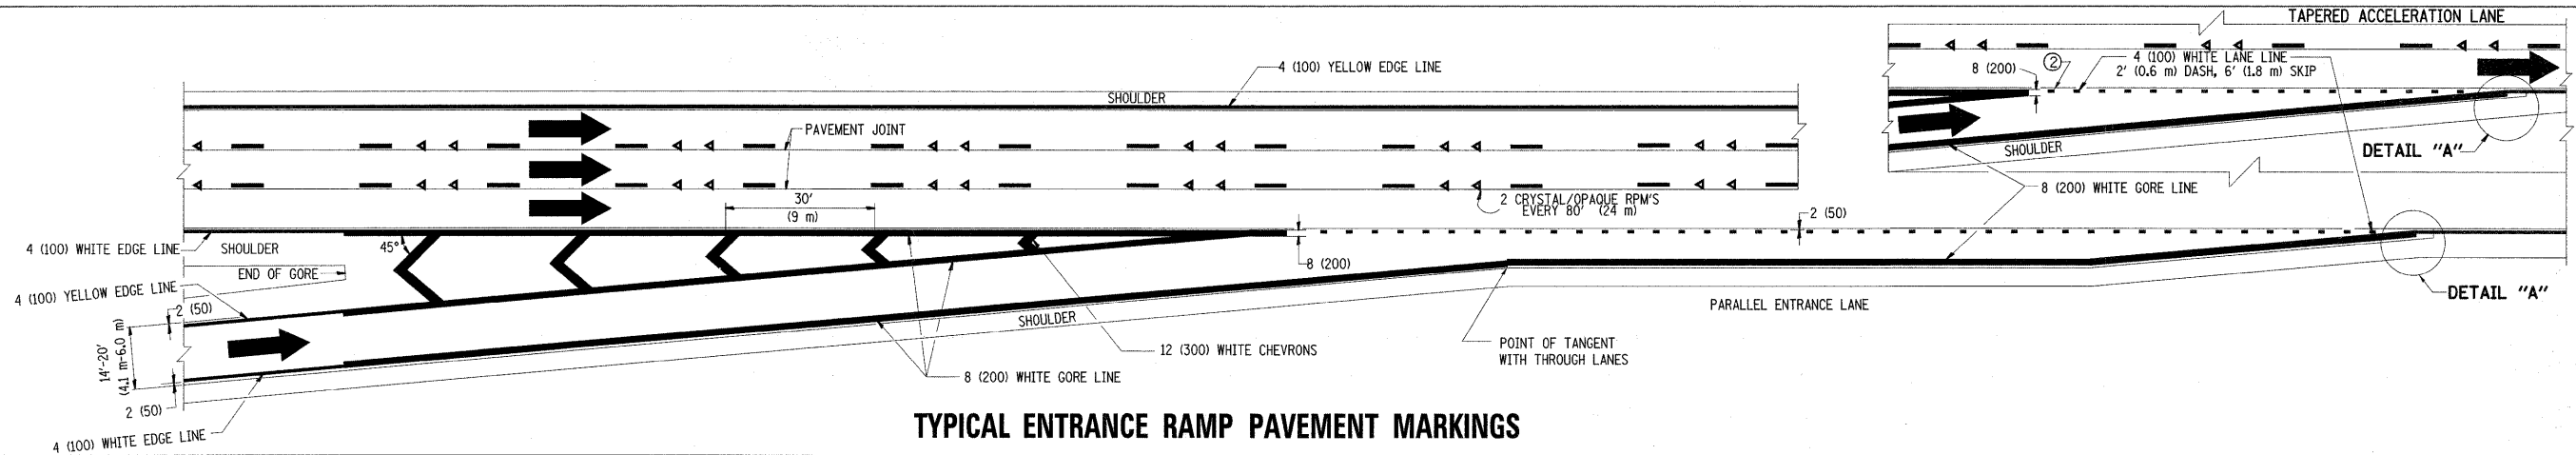 TAPERED ACCELERATION LANE
4 (100) YELLOW EDGE LINE
8 (200)
2
4 (100) WHITE LANE LINE
2' (0.6 m) DASH, 6' (1.8 m) SKIP
SHOULDER
PAVEMENT JOINT
SHOULDER
DETAIL "A"
30'
(9 m)
2 CRYSTAL/OPAQUE RPM'S
EVERY 80' (24 m)
8 (200) WHITE GORE LINE
2 (50)
4 (100) WHITE EDGE LINE
SHOULDER
45°
END OF GORE
8 (200)
4 (100) YELLOW EDGE LINE
2 (50)
PARALLEL ENTRANCE LANE
DETAIL "A"
SHOULDER
14'-20'
(4.1 m-6.0 m)
12 (300) WHITE CHEVRONS
POINT OF TANGENT
WITH THROUGH LANES
8 (200) WHITE GORE LINE
2 (50)
4 (100) WHITE EDGE LINE
TYPICAL ENTRANCE RAMP PAVEMENT MARKINGS